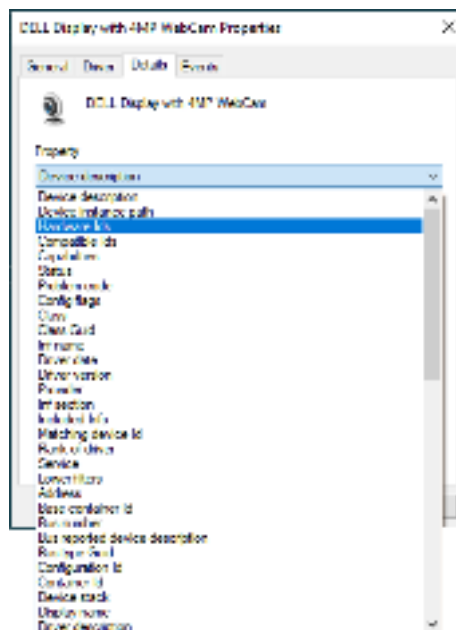 DELL Display with 4MP WebCam Properties
General Driver Details Events
DELL Display with 4MP WebCam
Property
Device description
Device description
Device instance path
Hardware Ids
Compatible Ids
Capabilities
Status
Problem code
Config flags
Class
Class Guid
Inf name
Driver date
Driver version
Provider
Inf section
Included Infs
Matching device Id
Rank of driver
Service
Lower filters
Address
Base container Id
Bus number
Bus reported device description
Bus type Guid
Configuration Id
Container Id
Device stack
Display name
Driver description